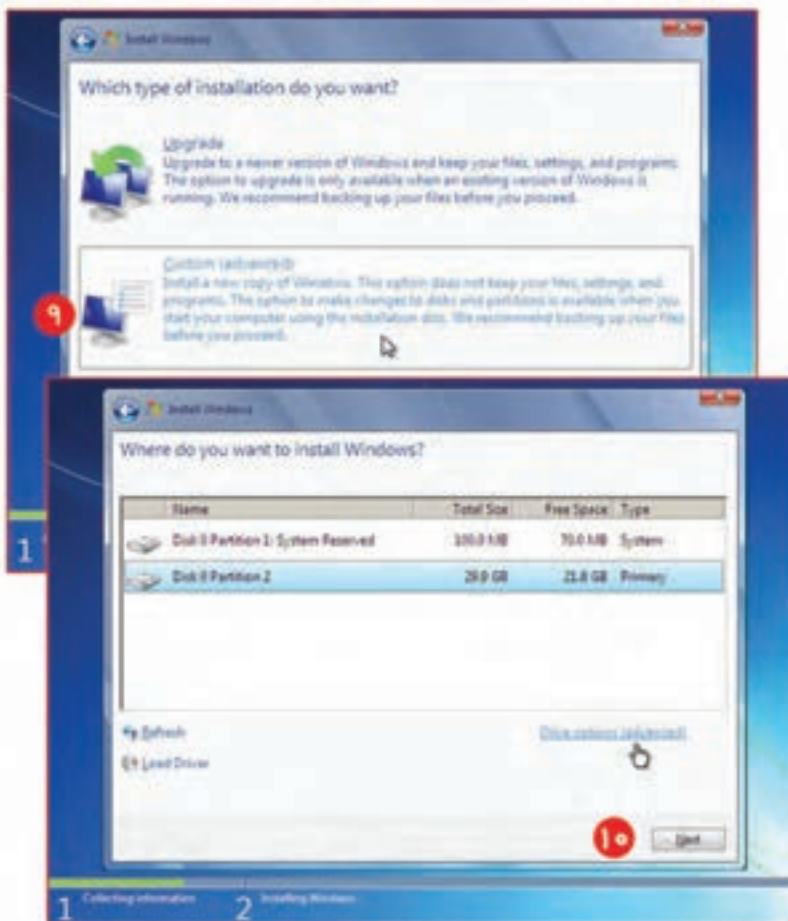 Install Windows
Which type of installation do you want?
Upgrade
Upgrade to a newer version of Windows and keep your files, settings, and programs.
The option to upgrade is only available when an existing version of Windows is
running. We recommend backing up your files before you proceed.
Custom (advanced)
Install a new copy of Windows. This option does not keep your files, settings, and
programs. The option to make changes to disks and partitions is available when you
start your computer using the installation disc. We recommend backing up your files
before you proceed.
۹
1
Install Windows
Where do you want to install Windows?
Name Total Size Free Space Type
Disk 0 Partition 1: System Reserved 100.0 MB 70.0 MB System
Disk 0 Partition 2 29.9 GB 21.8 GB Primary
Refresh Drive options (advanced)
Load Driver
۱۰ Next
1 Collecting information 2 Installing Windows